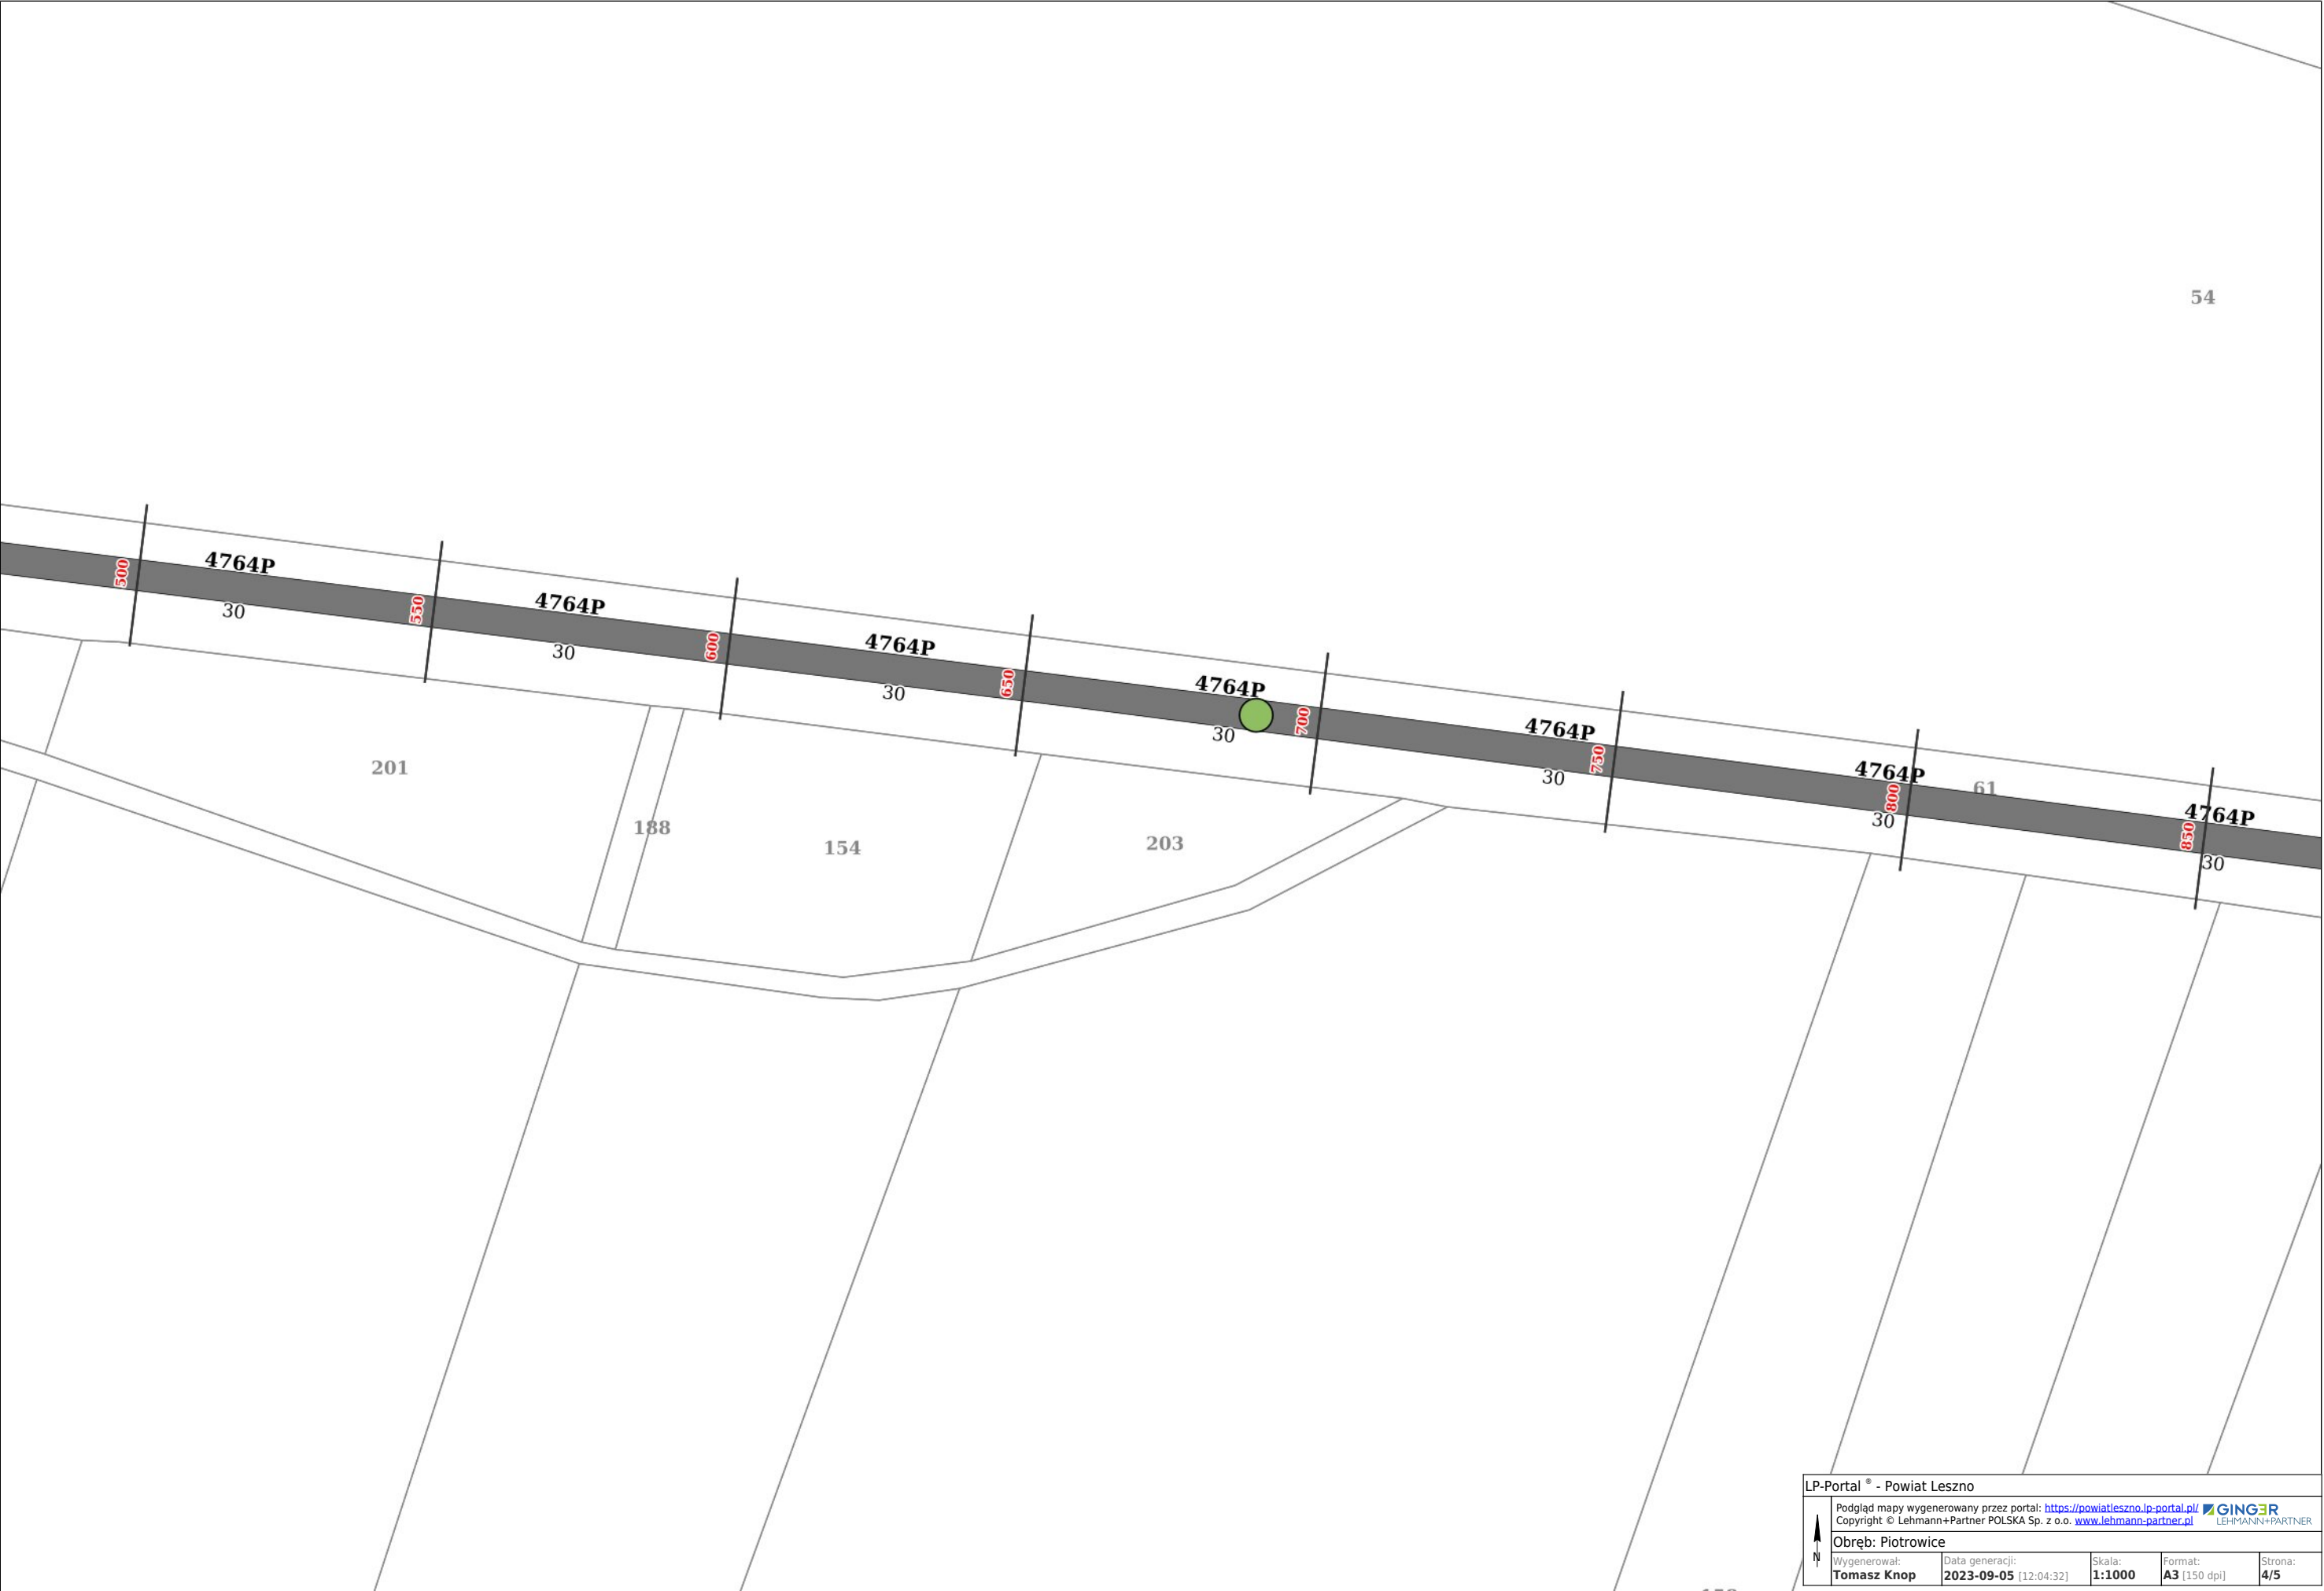 54
500
4764P
30
550
4764P
30
600
4764P
30
650
4764P
30
700
4764P
30
750
4764P
30
800
61
4764P
30
850
201
188
154
203
LP-Portal ® - Powiat Leszno
Podgląd mapy wygenerowany przez portal: https://powiatleszno.lp-portal.pl/
Copyright © Lehmann+Partner POLSKA Sp. z o.o. www.lehmann-partner.pl
GINGER
LEHMANN+PARTNER
N
Obręb: Piotrowice
Wygenerował:
Tomasz Knop
Data generacji:
2023-09-05 [12:04:32]
Skala:
1:1000
Format:
A3 [150 dpi]
Strona:
4/5